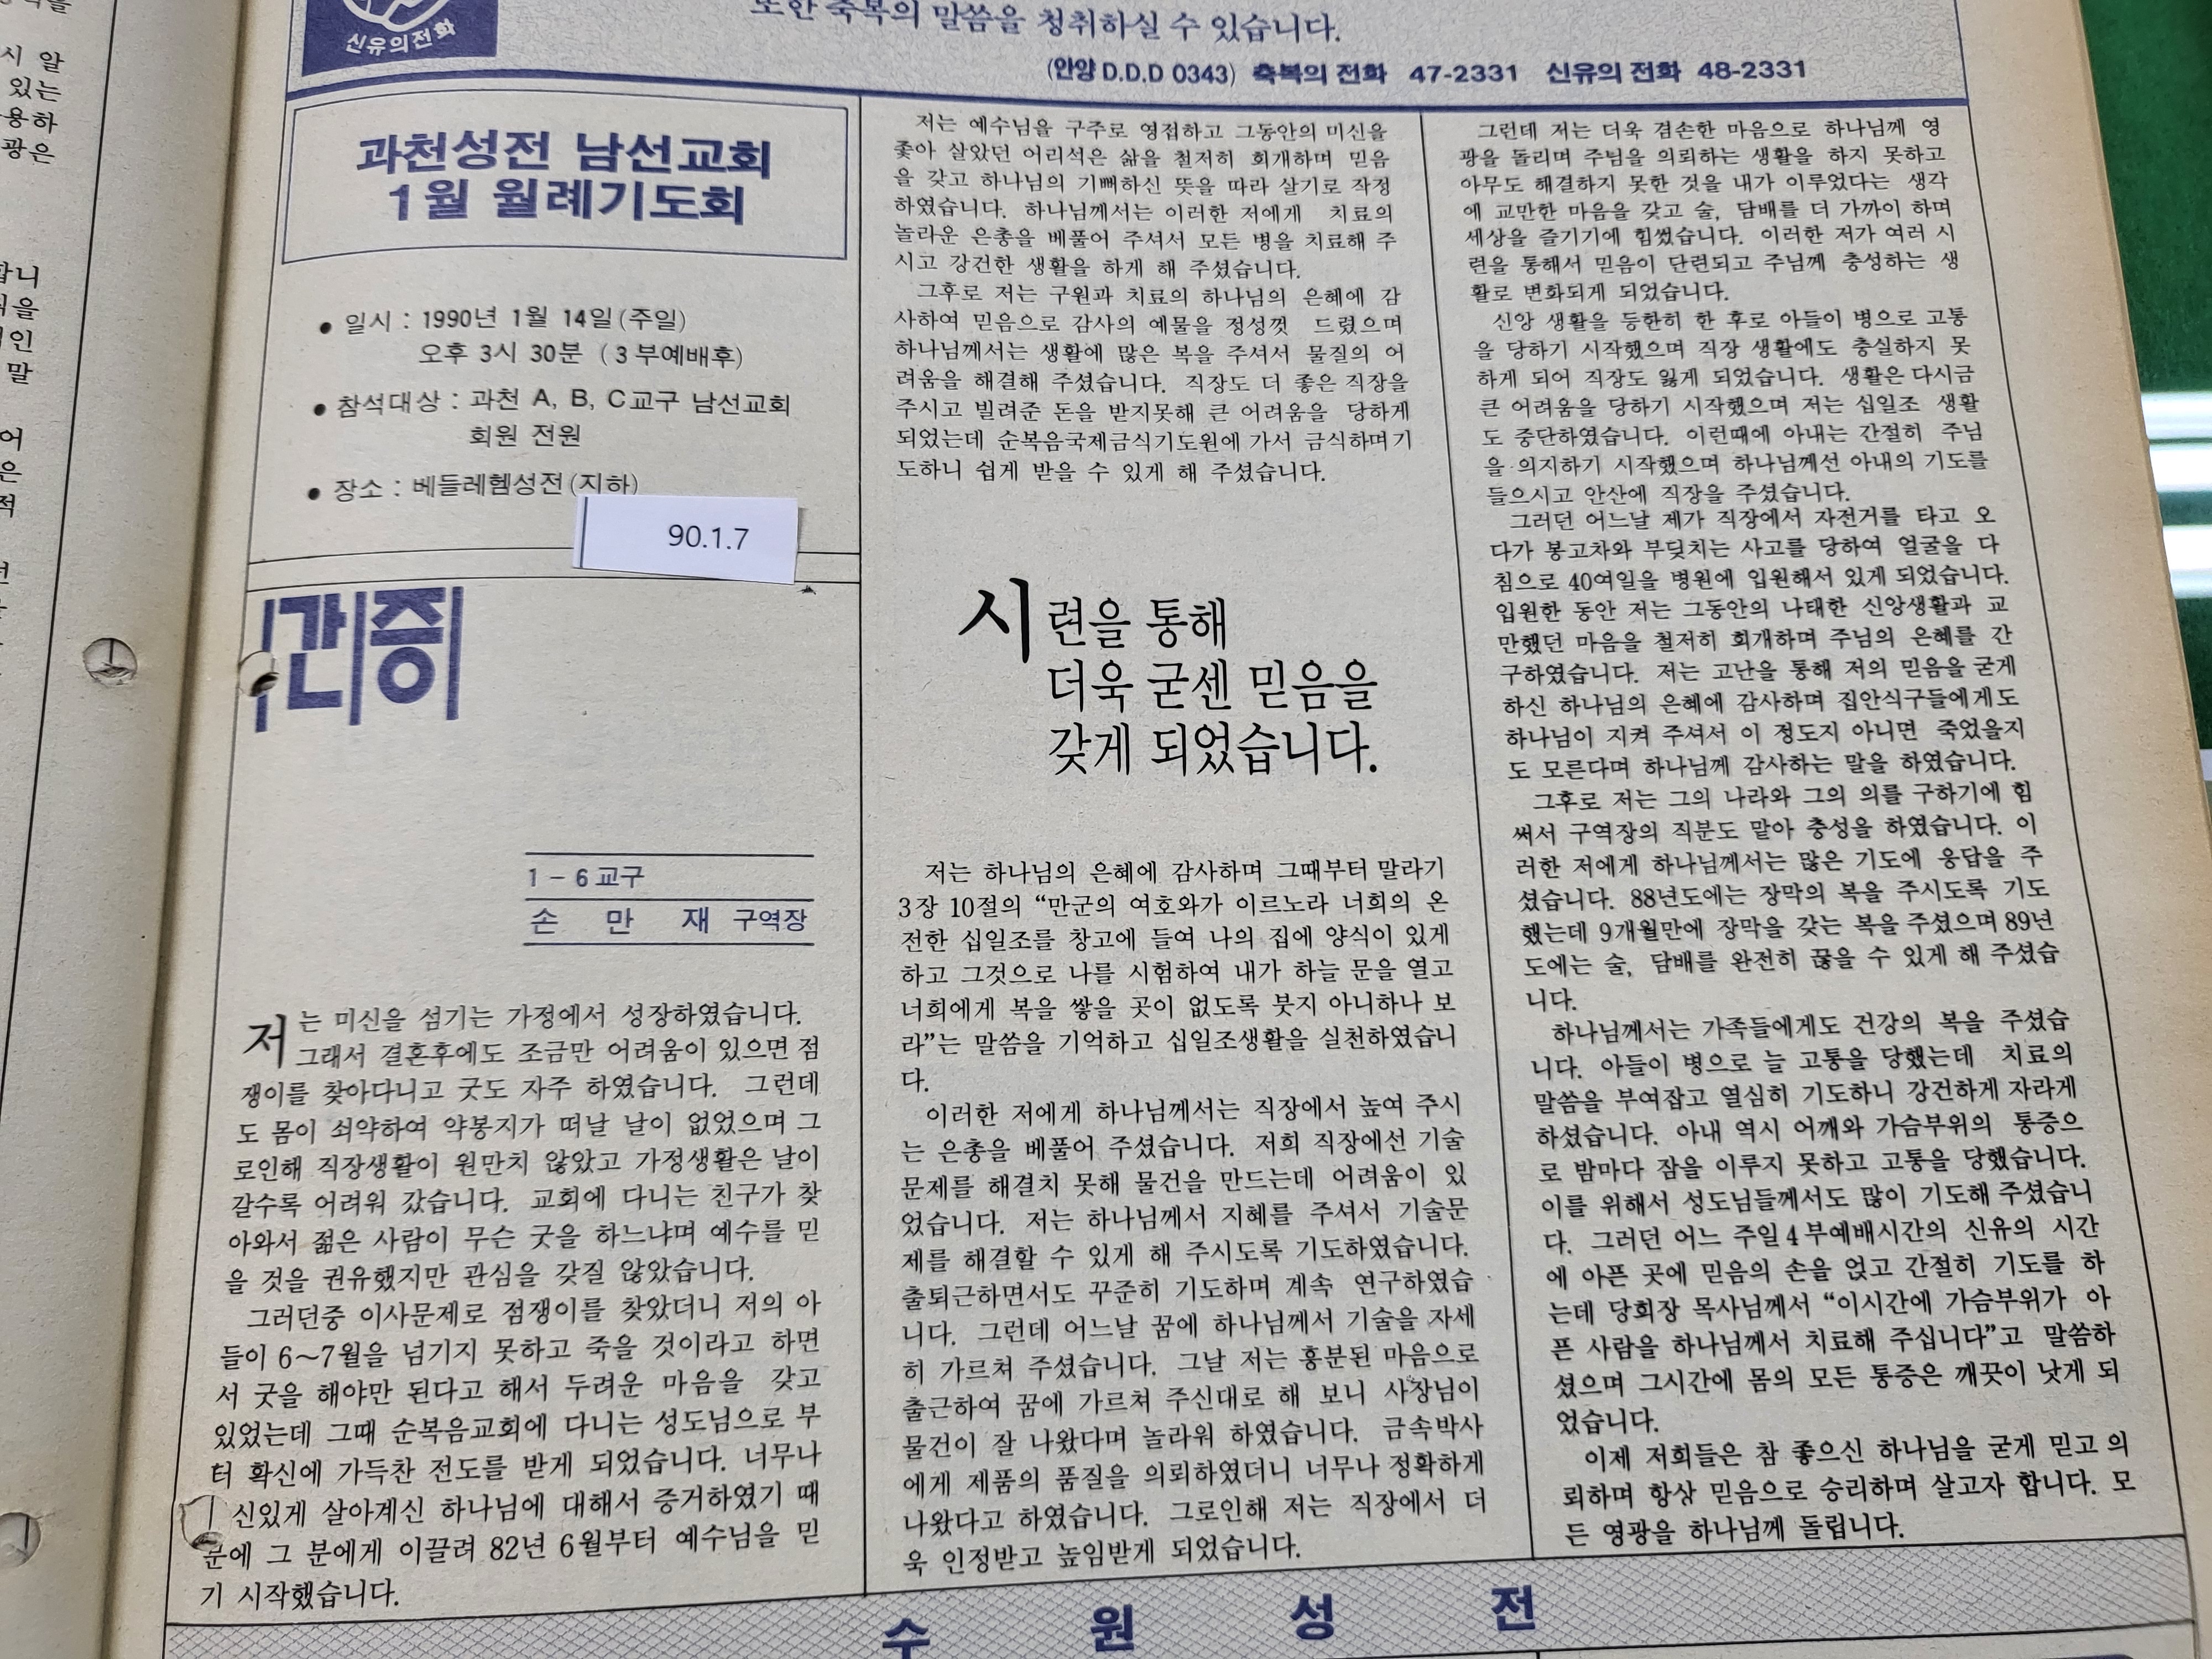 신유의전화
또한 축복의 말씀을 청취하실 수 있습니다.
(안양 D.D.D 0343) 축복의 전화 47-2331 신유의 전화 48-2331
과천성전 남선교회
1월 월례기도회
• 일시 : 1990년 1월 14일 (주일)
오후 3시 30분 ( 3 부예배후)
• 참석대상 : 과천 A, B, C교구 남선교회
회원 전원
• 장소 : 베들레헴성전 (지하)
90.1.7
간증
1 - 6 교구
손 만 재 구역장
저는 미신을 섬기는 가정에서 성장하였습니다.
그래서 결혼후에도 조금만 어려움이 있으면 점
쟁이를 찾아다니고 굿도 자주 하였습니다. 그런데
도 몸이 쇠약하여 약봉지가 떠날 날이 없었으며 그
로인해 직장생활이 원만치 않았고 가정생활은 날이
갈수록 어려워 갔습니다. 교회에 다니는 친구가 찾
아와서 젊은 사람이 무슨 굿을 하느냐며 예수를 믿
을 것을 권유했지만 관심을 갖질 않았습니다.
그러던중 이사문제로 점쟁이를 찾았더니 저의 아
들이 6～7월을 넘기지 못하고 죽을 것이라고 하면
서 굿을 해야만 된다고 해서 두려운 마음을 갖고
있었는데 그때 순복음교회에 다니는 성도님으로 부
터 확신에 가득찬 전도를 받게 되었습니다. 너무나
신있게 살아계신 하나님에 대해서 증거하였기 때
문에 그 분에게 이끌려 82년 6월부터 예수님을 믿
기 시작했습니다.
저는 예수님을 구주로 영접하고 그동안의 미신을
좇아 살았던 어리석은 삶을 철저히 회개하며 믿음
을 갖고 하나님의 기뻐하신 뜻을 따라 살기로 작정
하였습니다. 하나님께서는 이러한 저에게 치료의
놀라운 은총을 베풀어 주셔서 모든 병을 치료해 주
시고 강건한 생활을 하게 해 주셨습니다.
그후로 저는 구원과 치료의 하나님의 은혜에 감
사하여 믿음으로 감사의 예물을 정성껏 드렸으며
하나님께서는 생활에 많은 복을 주셔서 물질의 어
려움을 해결해 주셨습니다. 직장도 더 좋은 직장을
주시고 빌려준 돈을 받지못해 큰 어려움을 당하게
되었는데 순복음국제금식기도원에 가서 금식하며 기
도하니 쉽게 받을 수 있게 해 주셨습니다.
시련을 통해
더욱 굳센 믿음을
갖게 되었습니다.
저는 하나님의 은혜에 감사하며 그때부터 말라기
3장 10절의 “만군의 여호와가 이르노라 너희의 온
전한 십일조를 창고에 들여 나의 집에 양식이 있게
하고 그것으로 나를 시험하여 내가 하늘 문을 열고
너희에게 복을 쌓을 곳이 없도록 붓지 아니하나 보
라”는 말씀을 기억하고 십일조생활을 실천하였습니
다.
이러한 저에게 하나님께서는 직장에서 높여 주시
는 은총을 베풀어 주셨습니다. 저희 직장에선 기술
문제를 해결치 못해 물건을 만드는데 어려움이 있
었습니다. 저는 하나님께서 지혜를 주셔서 기술문
제를 해결할 수 있게 해 주시도록 기도하였습니다.
출퇴근하면서도 꾸준히 기도하며 계속 연구하였습
니다. 그런데 어느날 꿈에 하나님께서 기술을 자세
히 가르쳐 주셨습니다. 그날 저는 흥분된 마음으로
출근하여 꿈에 가르쳐 주신대로 해 보니 사장님이
물건이 잘 나왔다며 놀라워 하였습니다. 금속박사
에게 제품의 품질을 의뢰하였더니 너무나 정확하게
나왔다고 하였습니다. 그로인해 저는 직장에서 더
욱 인정받고 높임받게 되었습니다.
그런데 저는 더욱 겸손한 마음으로 하나님께 영
광을 돌리며 주님을 의뢰하는 생활을 하지 못하고
아무도 해결하지 못한 것을 내가 이루었다는 생각
에 교만한 마음을 갖고 술, 담배를 더 가까이 하며
세상을 즐기기에 힘썼습니다. 이러한 저가 여러 시
련을 통해서 믿음이 단련되고 주님께 충성하는 생
활로 변화되게 되었습니다.
신앙 생활을 등한히 한 후로 아들이 병으로 고통
을 당하기 시작했으며 직장 생활에도 충실하지 못
하게 되어 직장도 잃게 되었습니다. 생활은 다시금
큰 어려움을 당하기 시작했으며 저는 십일조 생활
도 중단하였습니다. 이런때에 아내는 간절히 주님
을 의지하기 시작했으며 하나님께선 아내의 기도를
들으시고 안산에 직장을 주셨습니다.
그러던 어느날 제가 직장에서 자전거를 타고 오
다가 봉고차와 부딪치는 사고를 당하여 얼굴을 다
침으로 40여일을 병원에 입원해서 있게 되었습니다.
입원한 동안 저는 그동안의 나태한 신앙생활과 교
만했던 마음을 철저히 회개하며 주님의 은혜를 간
구하였습니다. 저는 고난을 통해 저의 믿음을 굳게
하신 하나님의 은혜에 감사하며 집안식구들에게도
하나님이 지켜 주셔서 이 정도지 아니면 죽었을지
도 모른다며 하나님께 감사하는 말을 하였습니다.
그후로 저는 그의 나라와 그의 의를 구하기에 힘
써서 구역장의 직분도 맡아 충성을 하였습니다. 이
러한 저에게 하나님께서는 많은 기도에 응답을 주
셨습니다. 88년도에는 장막의 복을 주시도록 기도
했는데 9개월만에 장막을 갖는 복을 주셨으며 89년
도에는 술, 담배를 완전히 끊을 수 있게 해 주셨습
니다.
하나님께서는 가족들에게도 건강의 복을 주셨습
니다. 아들이 병으로 늘 고통을 당했는데 치료의
말씀을 부여잡고 열심히 기도하니 강건하게 자라게
하셨습니다. 아내 역시 어깨와 가슴부위의 통증으
로 밤마다 잠을 이루지 못하고 고통을 당했습니다.
이를 위해서 성도님들께서도 많이 기도해 주셨습니
다. 그러던 어느 주일 4 부예배시간의 신유의 시간
에 아픈 곳에 믿음의 손을 얹고 간절히 기도를 하
는데 당회장 목사님께서 “이시간에 가슴부위가 아
픈 사람을 하나님께서 치료해 주십니다”고 말씀하
셨으며 그시간에 몸의 모든 통증은 깨끗이 낫게 되
었습니다.
이제 저희들은 참 좋으신 하나님을 굳게 믿고 의
뢰하며 항상 믿음으로 승리하며 살고자 합니다. 모
든 영광을 하나님께 돌립니다.
수 원 성 전